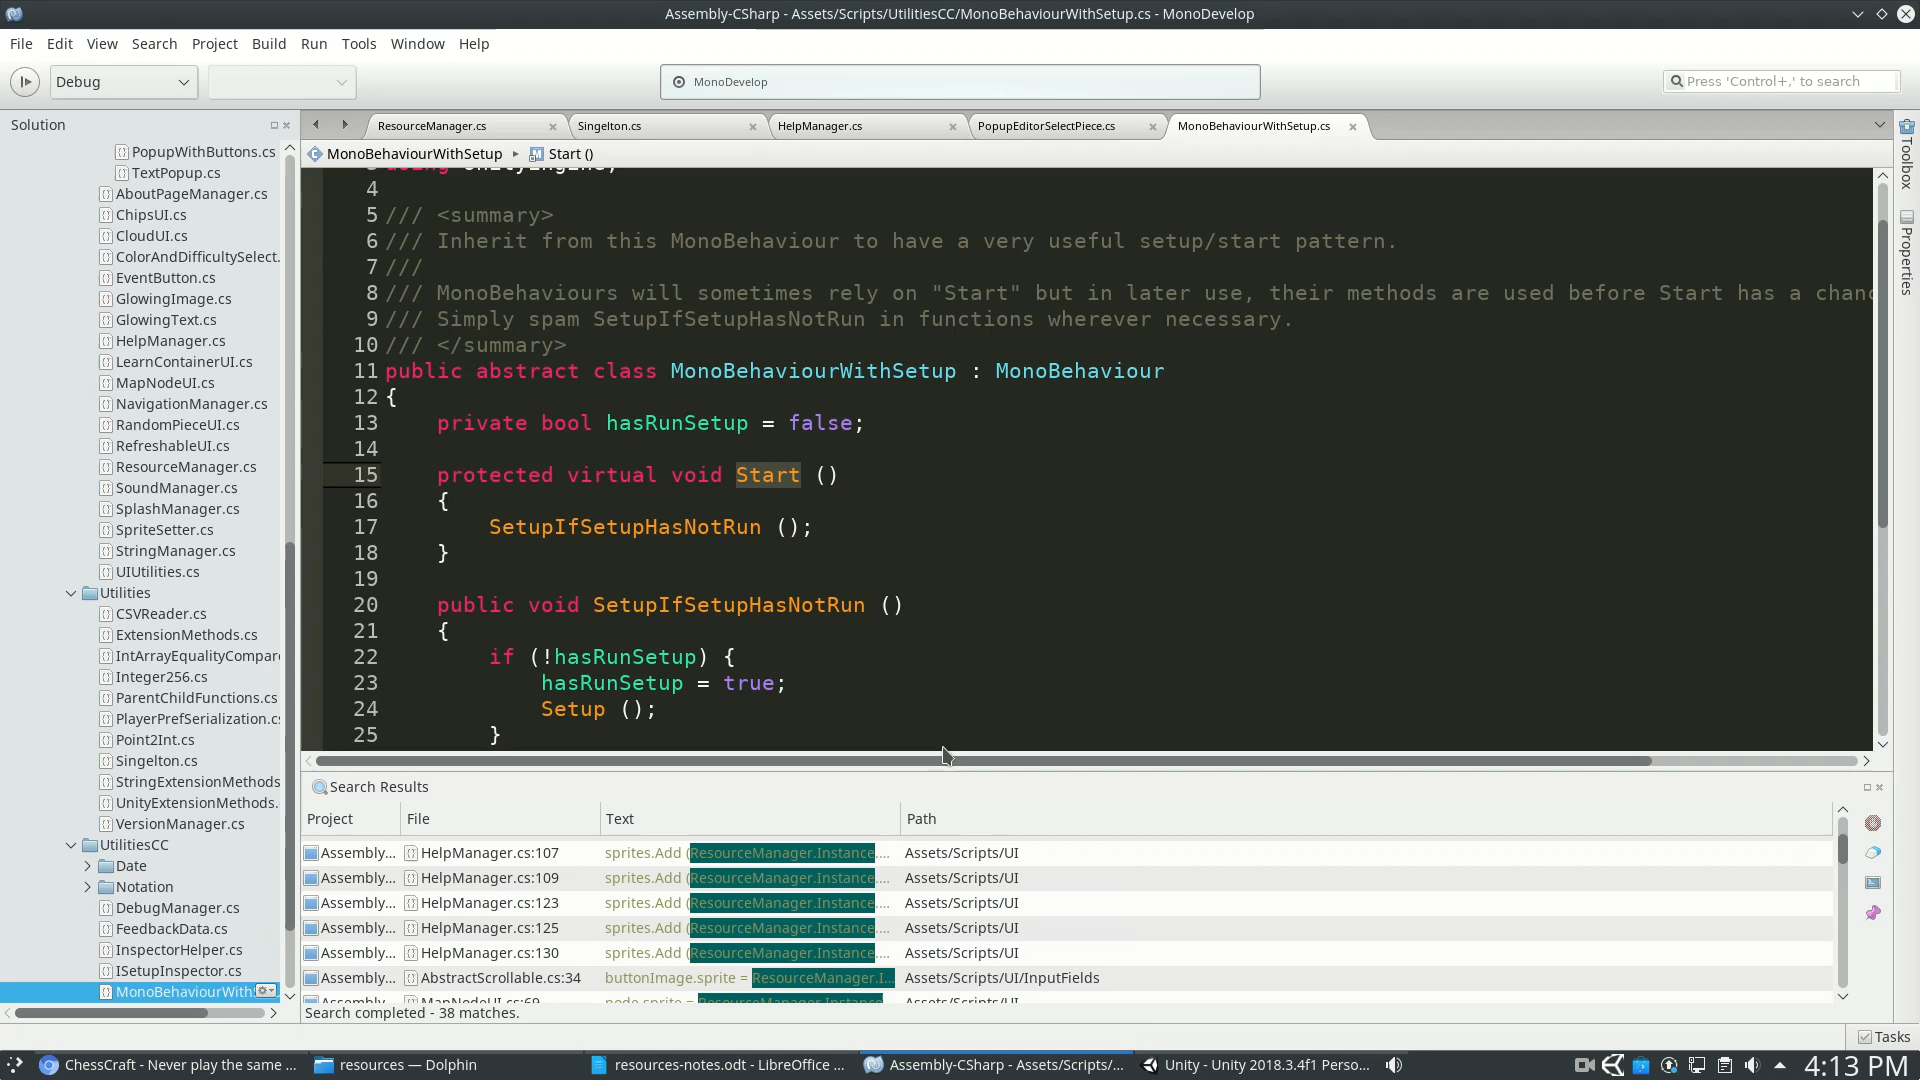 Assembly-CSharp - Assets/Scripts/UtilitiesCC/MonoBehaviourWithSetup.cs - MonoDevelop
File Edit View Search Project Build Run Tools Window Help
Debug
MonoDevelop
Press 'Control+,' to search
Solution
PopupWithButtons.cs
TextPopup.cs
AboutPageManager.cs
ChipsUI.cs
CloudUI.cs
ColorAndDifficultySelect.
EventButton.cs
GlowingImage.cs
GlowingText.cs
HelpManager.cs
LearnContainerUI.cs
MapNodeUI.cs
NavigationManager.cs
RandomPieceUI.cs
RefreshableUI.cs
ResourceManager.cs
SoundManager.cs
SplashManager.cs
SpriteSetter.cs
StringManager.cs
UIUtilities.cs
Utilities
CSVReader.cs
ExtensionMethods.cs
IntArrayEqualityCompar
Integer256.cs
ParentChildFunctions.cs
PlayerPrefSerialization.c
Point2Int.cs
Singelton.cs
StringExtensionMethods
UnityExtensionMethods.
VersionManager.cs
UtilitiesCC
Date
Notation
DebugManager.cs
FeedbackData.cs
InspectorHelper.cs
ISetupInspector.cs
MonoBehaviourWith
ResourceManager.cs Singelton.cs HelpManager.cs PopupEditorSelectPiece.cs MonoBehaviourWithSetup.cs
MonoBehaviourWithSetup Start ()
4
5 /// <summary>
6 /// Inherit from this MonoBehaviour to have a very useful setup/start pattern.
7 ///
8 /// MonoBehaviours will sometimes rely on "Start" but in later use, their methods are used before Start has a chanc
9 /// Simply spam SetupIfSetupHasNotRun in functions wherever necessary.
10 /// </summary>
11 public abstract class MonoBehaviourWithSetup : MonoBehaviour
12 {
13 private bool hasRunSetup = false;
14
15 protected virtual void Start ()
16 {
17 SetupIfSetupHasNotRun ();
18 }
19
20 public void SetupIfSetupHasNotRun ()
21 {
22 if (!hasRunSetup) {
23 hasRunSetup = true;
24 Setup ();
25 }
Toolbox
Properties
Search Results
Project File Text Path
Assembly... HelpManager.cs:107 sprites.Add (ResourceManager.Instance.... Assets/Scripts/UI
Assembly... HelpManager.cs:109 sprites.Add (ResourceManager.Instance.... Assets/Scripts/UI
Assembly... HelpManager.cs:123 sprites.Add (ResourceManager.Instance.... Assets/Scripts/UI
Assembly... HelpManager.cs:125 sprites.Add (ResourceManager.Instance.... Assets/Scripts/UI
Assembly... HelpManager.cs:130 sprites.Add (ResourceManager.Instance.... Assets/Scripts/UI
Assembly... AbstractScrollable.cs:34 buttonImage.sprite = ResourceManager.I... Assets/Scripts/UI/InputFields
Assembly... MapNodeUI.cs:69 node.sprite = ResourceManager.Instance Assets/Scripts/UI
Search completed - 38 matches.
Tasks
ChessCraft - Never play the same ... resources — Dolphin resources-notes.odt - LibreOffice ... Assembly-CSharp - Assets/Scripts/... Unity - Unity 2018.3.4f1 Perso... 4:13 PM